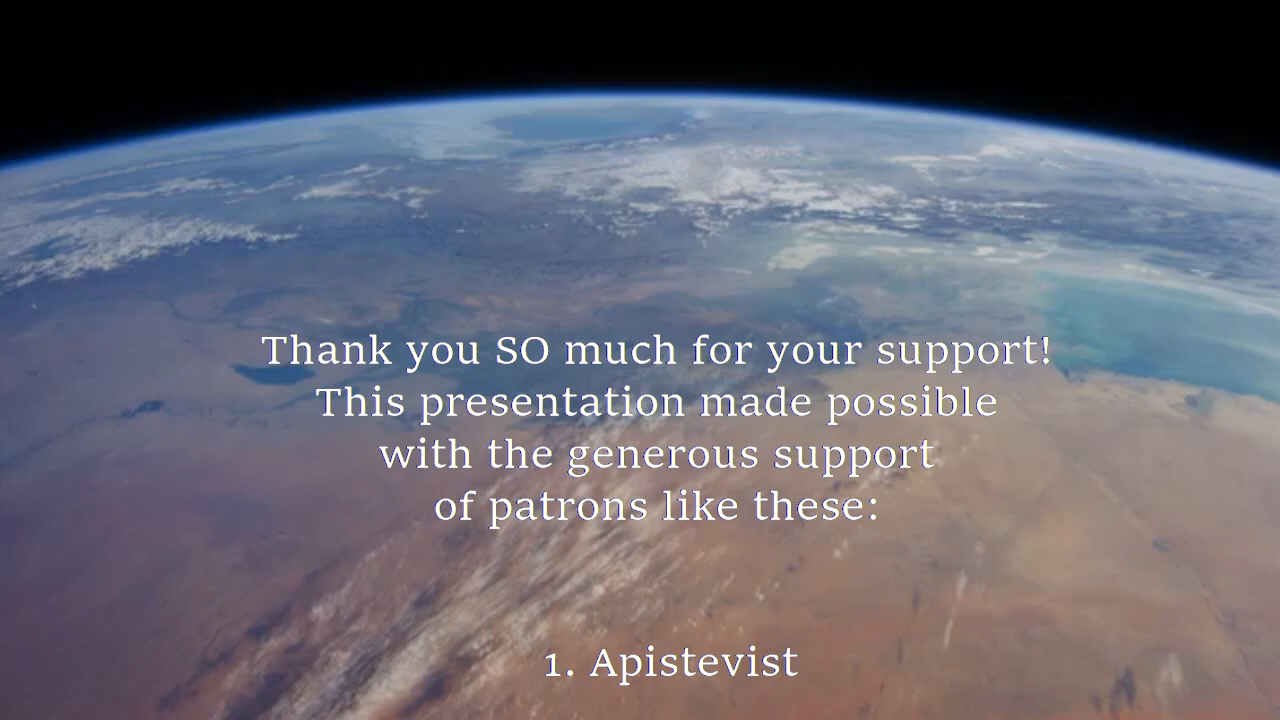 Thank you SO much for your support!
This presentation made possible
with the generous support
of patrons like these:
1. Apistevist